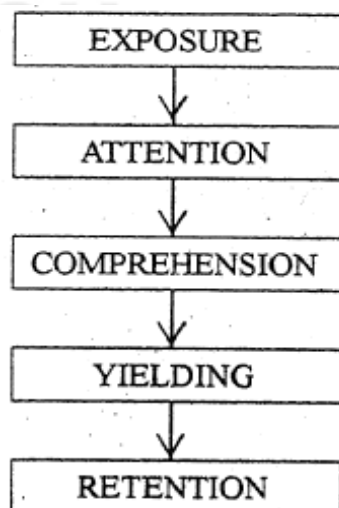 EXPOSURE
ATTENTION
COMPREHENSION
YIELDING
RETENTION